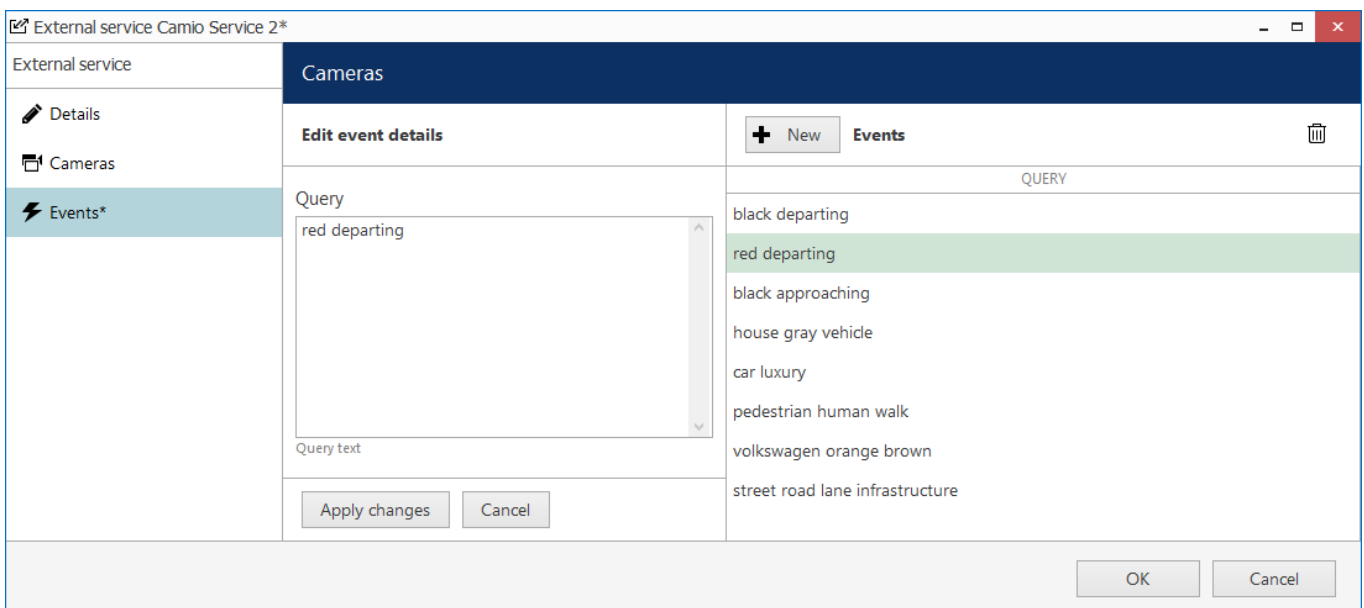 External service Camio Service 2*
External service
Details
Cameras
Events*
Cameras
Edit event details
Query
red departing
Query text
Apply changes
Cancel
New
Events
QUERY
black departing
red departing
black approaching
house gray vehicle
car luxury
pedestrian human walk
volkswagen orange brown
street road lane infrastructure
OK
Cancel